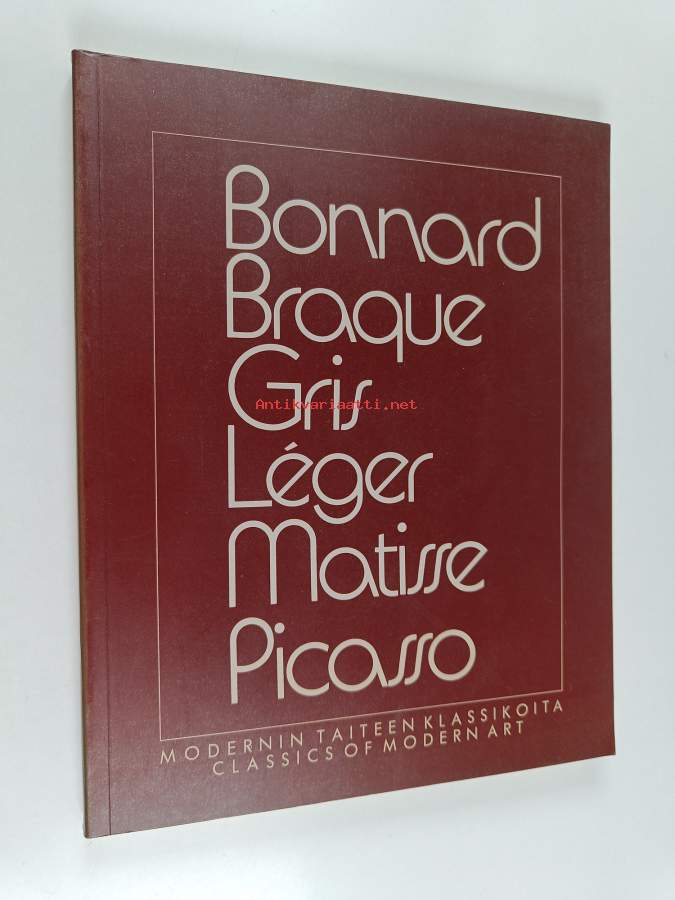 Bonnard
Braque
Gris
Antikvariaatti.net
Léger
Matisse
Picasso
MODERNIN TAITEEN KLASSIKOITA
CLASSICS OF MODERN ART